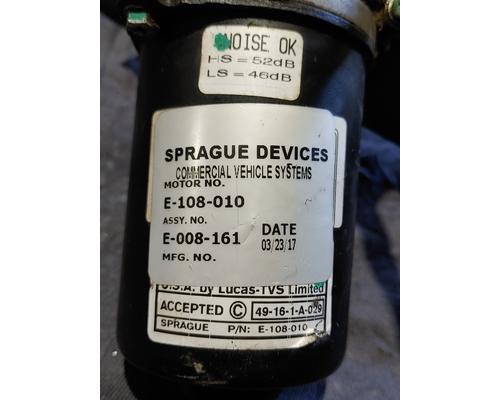 NOISE OK
HS = 52dB
LS = 46dB
SPRAGUE DEVICES
COMMERCIAL VEHICLE SYSTEMS
MOTOR NO.
E-108-010
ASSY. NO.
E-008-161 DATE 03/23/17
MFG. NO.
U.S.A. by Lucas-TVS Limited
ACCEPTED C 49-16-1-A-029
SPRAGUE P/N: E-108-010